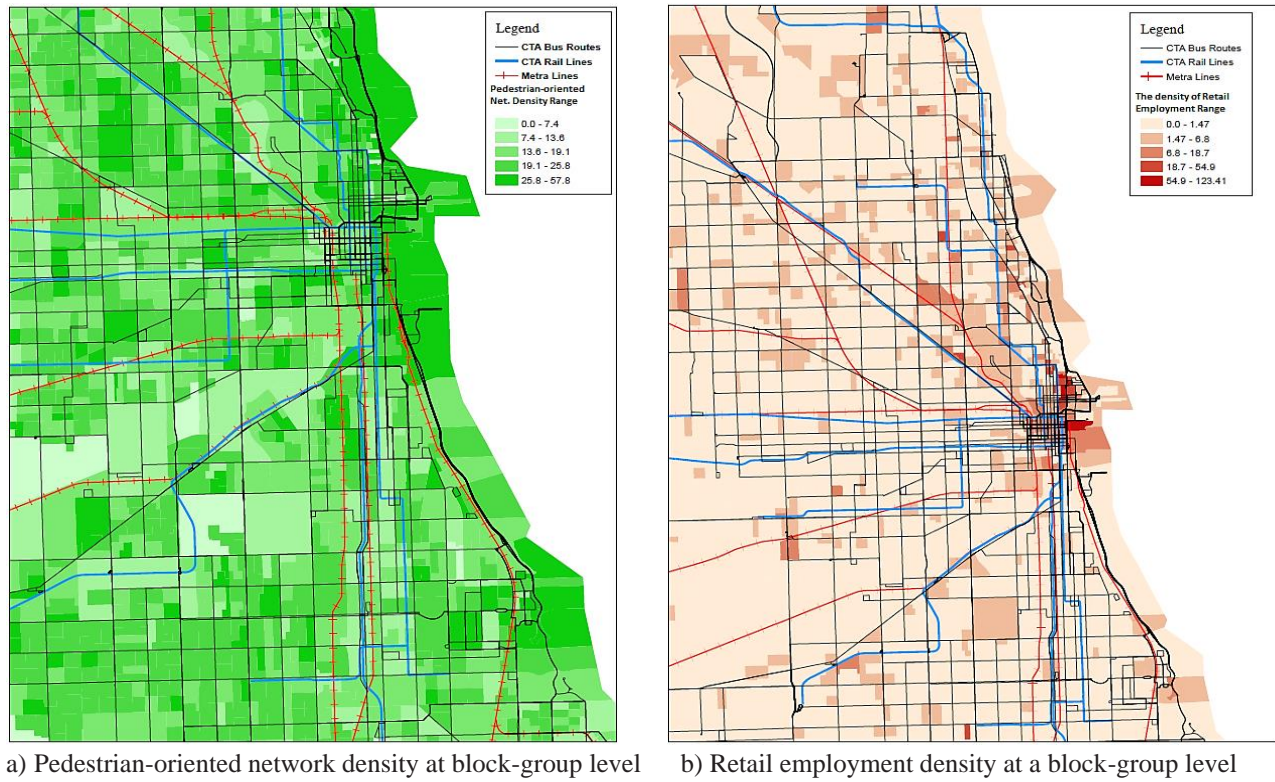 Legend
CTA Bus Routes
CTA Rail Lines
Metra Lines
Pedestrian-oriented
Net. Density Range
0.0 - 7.4
7.4 - 13.6
13.6 - 19.1
19.1 - 25.8
25.8 - 57.8
Legend
CTA Bus Routes
CTA Rail Lines
Metra Lines
The density of Retail
Employment Range
0.0 - 1.47
1.47 - 6.8
6.8 - 18.7
18.7 - 54.9
54.9 - 123.41
a) Pedestrian-oriented network density at block-group level
b) Retail employment density at a block-group level